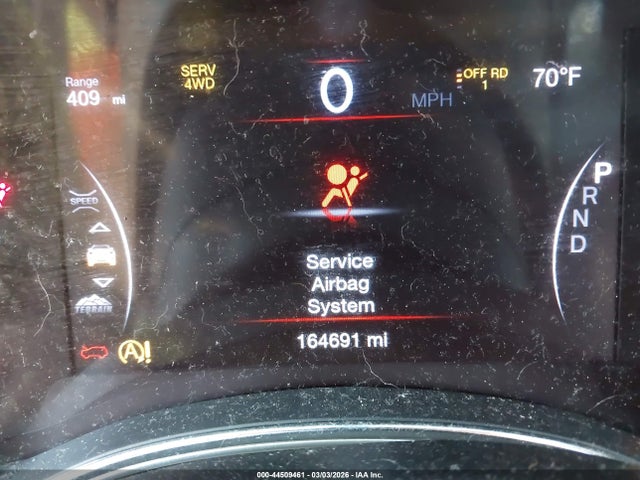 Range
409 mi
SERV
4WD
0
MPH
OFF RD
1
70°F
SPEED
TERRAIN
A!
Service
Airbag
System
164691 mi
P
R
N
D
000-44509461 - 03/03/2026 - IAA Inc.